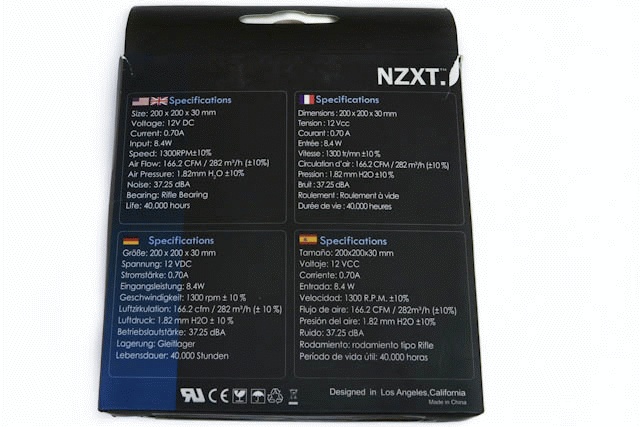 NZXT.
Specifications
Size: 200 x 200 x 30 mm
Voltage: 12V DC
Current: 0.70A
Input: 8.4W
Speed: 1300RPM±10%
Air Flow: 166.2 CFM / 282 m³/h (±10%)
Air Pressure: 1.82mm H₂O ±10%
Noise: 37.25 dBA
Bearing: Rifle Bearing
Life: 40.000 hours
Specifications
Dimensions : 200 x 200 x 30 mm
Tension : 12 Vcc
Courant : 0.70 A
Entrée : 8.4 W
Vitesse : 1300 tr/mn ±10 %
Circulation d'air : 166.2 CFM / 282 m³/h (±10%)
Pression : 1.82 mm H2O ±10%
Bruit : 37.25 dBA
Roulement : Roulement à vide
Durée de vie : 40.000 heures
Specifications
Größe: 200 x 200 x 30 mm
Spannung: 12 VDC
Stromstärke: 0.70A
Eingangsleistung: 8.4W
Geschwindigkeit: 1300 rpm ± 10 %
Luftzirkulation: 166.2 cfm / 282 m³/h (± 10 %)
Luftdruck: 1.82 mm H2O ± 10 %
Betriebslautstärke: 37.25 dBA
Lagerung: Gleitlager
Lebensdauer: 40.000 Stunden
Specifications
Tamaño: 200x200x30 mm
Voltaje: 12 VCC
Corriente: 0.70A
Entrada: 8.4 W
Velocidad: 1300 R.P.M. ±10%
Flujo de aire: 166.2 CFM / 282m³/h (±10%)
Presión del aire: 1.82 mm H2O ±10%
Ruido: 37.25 dBA
Rodamiento: rodamiento tipo Rifle
Período de vida útil: 40.000 horas
Designed in Los Angeles,California
Made in China